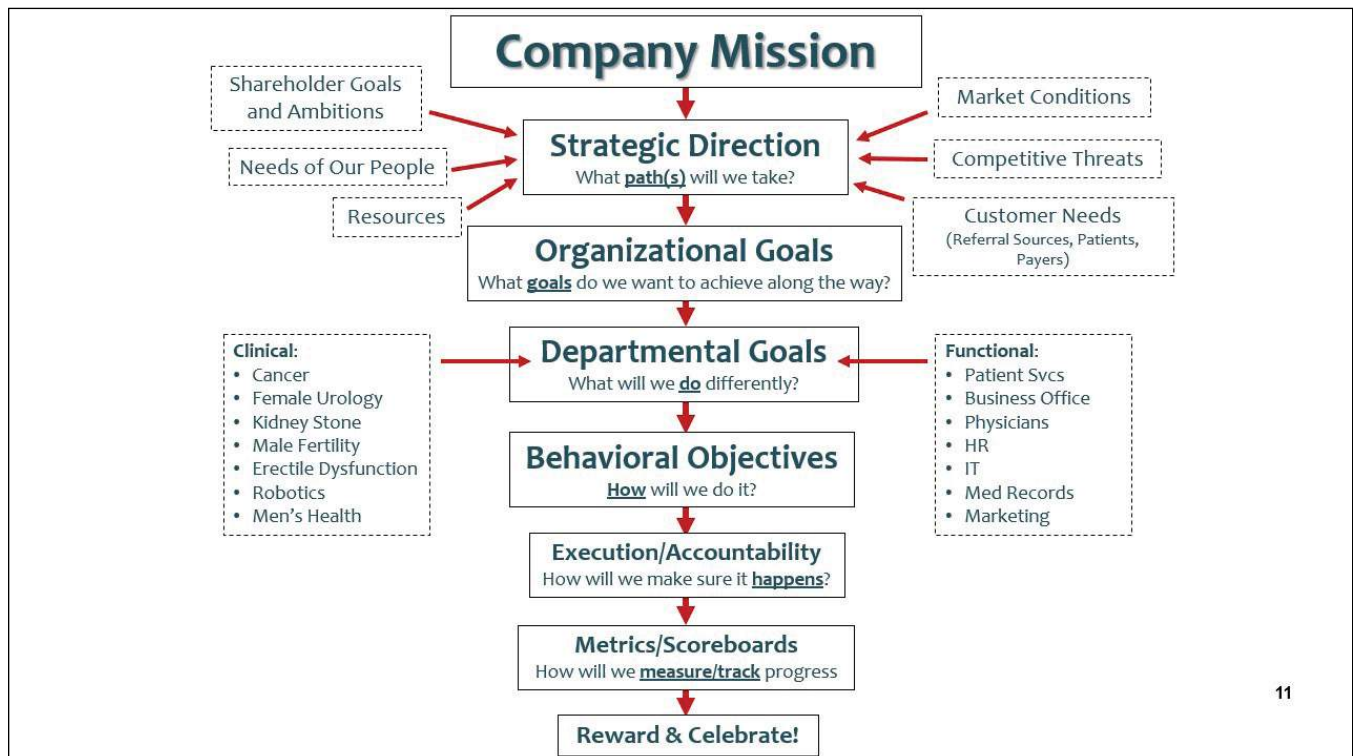 Company Mission
Shareholder Goals
and Ambitions
Market Conditions
Strategic Direction
What path(s) will we take?
Needs of Our People
Competitive Threats
Resources
Customer Needs
(Referral Sources, Patients,
Payers)
Organizational Goals
What goals do we want to achieve along the way?
Departmental Goals
What will we do differently?
Clinical:
• Cancer
• Female Urology
• Kidney Stone
• Male Fertility
• Erectile Dysfunction
• Robotics
• Men's Health
Functional:
• Patient Svcs
• Business Office
• Physicians
• HR
• IT
• Med Records
• Marketing
Behavioral Objectives
How will we do it?
Execution/Accountability
How will we make sure it happens?
Metrics/Scoreboards
How will we measure/track progress
Reward & Celebrate!
11